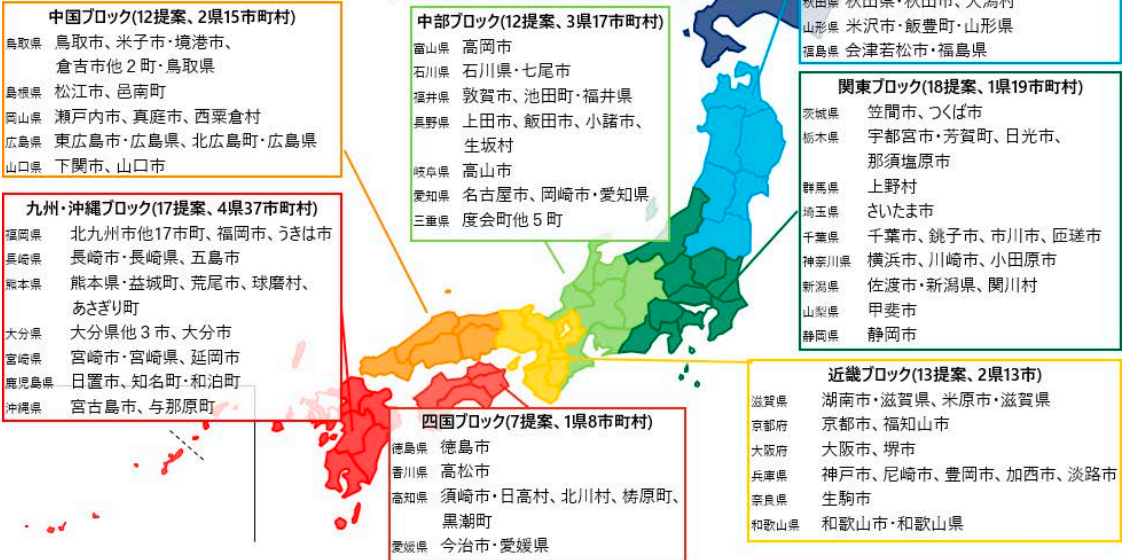 中国ブロック(12提案、2県15市町村)
鳥取県 鳥取市、米子市・境港市、
倉吉市他2町・鳥取県
島根県 松江市、邑南町
岡山県 瀬戸内市、真庭市、西粟倉村
広島県 東広島市・広島県、北広島町・広島県
山口県 下関市、山口市
九州・沖縄ブロック(17提案、4県37市町村)
福岡県 北九州市他17市町、福岡市、うきは市
長崎県 長崎市・長崎県、五島市
熊本県 熊本県・益城町、荒尾市、球磨村、
あさぎり町
大分県 大分県他3市、大分市
宮崎県 宮崎市・宮崎県、延岡市
鹿児島県 日置市、知名町・和泊町
沖縄県 宮古島市、与那原町
中部ブロック(12提案、3県17市町村)
富山県 高岡市
石川県 石川県・七尾市
福井県 敦賀市、池田町・福井県
長野県 上田市、飯田市、小諸市、
生坂村
岐阜県 高山市
愛知県 名古屋市、岡崎市・愛知県
三重県 度会町他5町
四国ブロック(7提案、1県8市町村)
徳島県 徳島市
香川県 高松市
高知県 須崎市・日高村、北川村、梼原町、
黒潮町
愛媛県 今治市・愛媛県
秋田県 秋田県・秋田市、大潟村
山形県 米沢市・飯豊町・山形県
福島県 会津若松市・福島県
関東ブロック(18提案、1県19市町村)
茨城県 笠間市、つくば市
栃木県 宇都宮市・芳賀町、日光市、
那須塩原市
群馬県 上野村
埼玉県 さいたま市
千葉県 千葉市、銚子市、市川市、匝瑳市
神奈川県 横浜市、川崎市、小田原市
新潟県 佐渡市・新潟県、関川村
山梨県 甲斐市
静岡県 静岡市
近畿ブロック(13提案、2県13市)
滋賀県 湖南市・滋賀県、米原市・滋賀県
京都府 京都市、福知山市
大阪府 大阪市、堺市
兵庫県 神戸市、尼崎市、豊岡市、加西市、淡路市
奈良県 生駒市
和歌山県 和歌山市・和歌山県